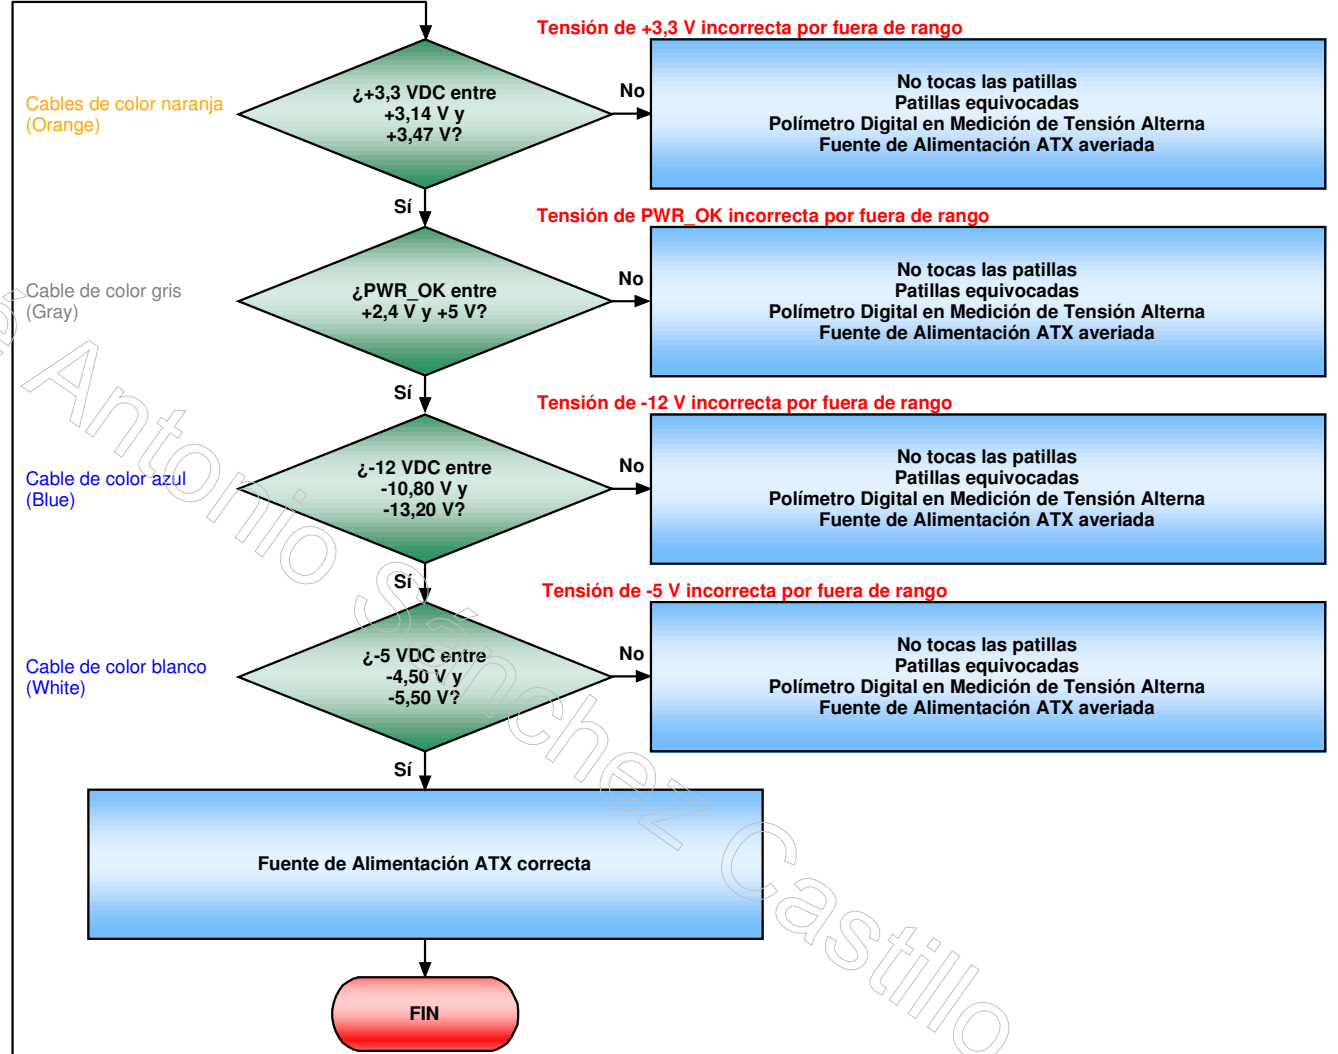 Tensión de +3,3 V incorrecta por fuera de rango
Cables de color naranja
(Orange)
¿+3,3 VDC entre
+3,14 V y
+3,47 V?
No
No tocas las patillas
Patillas equivocadas
Polímetro Digital en Medición de Tensión Alterna
Fuente de Alimentación ATX averiada
Sí
Tensión de PWR_OK incorrecta por fuera de rango
Cable de color gris
(Gray)
¿PWR_OK entre
+2,4 V y +5 V?
No
No tocas las patillas
Patillas equivocadas
Polímetro Digital en Medición de Tensión Alterna
Fuente de Alimentación ATX averiada
Sí
Tensión de -12 V incorrecta por fuera de rango
Cable de color azul
(Blue)
¿-12 VDC entre
-10,80 V y
-13,20 V?
No
No tocas las patillas
Patillas equivocadas
Polímetro Digital en Medición de Tensión Alterna
Fuente de Alimentación ATX averiada
Sí
Tensión de -5 V incorrecta por fuera de rango
Cable de color blanco
(White)
¿-5 VDC entre
-4,50 V y
-5,50 V?
No
No tocas las patillas
Patillas equivocadas
Polímetro Digital en Medición de Tensión Alterna
Fuente de Alimentación ATX averiada
Sí
Fuente de Alimentación ATX correcta
FIN
Antonio Sánchez Castillo